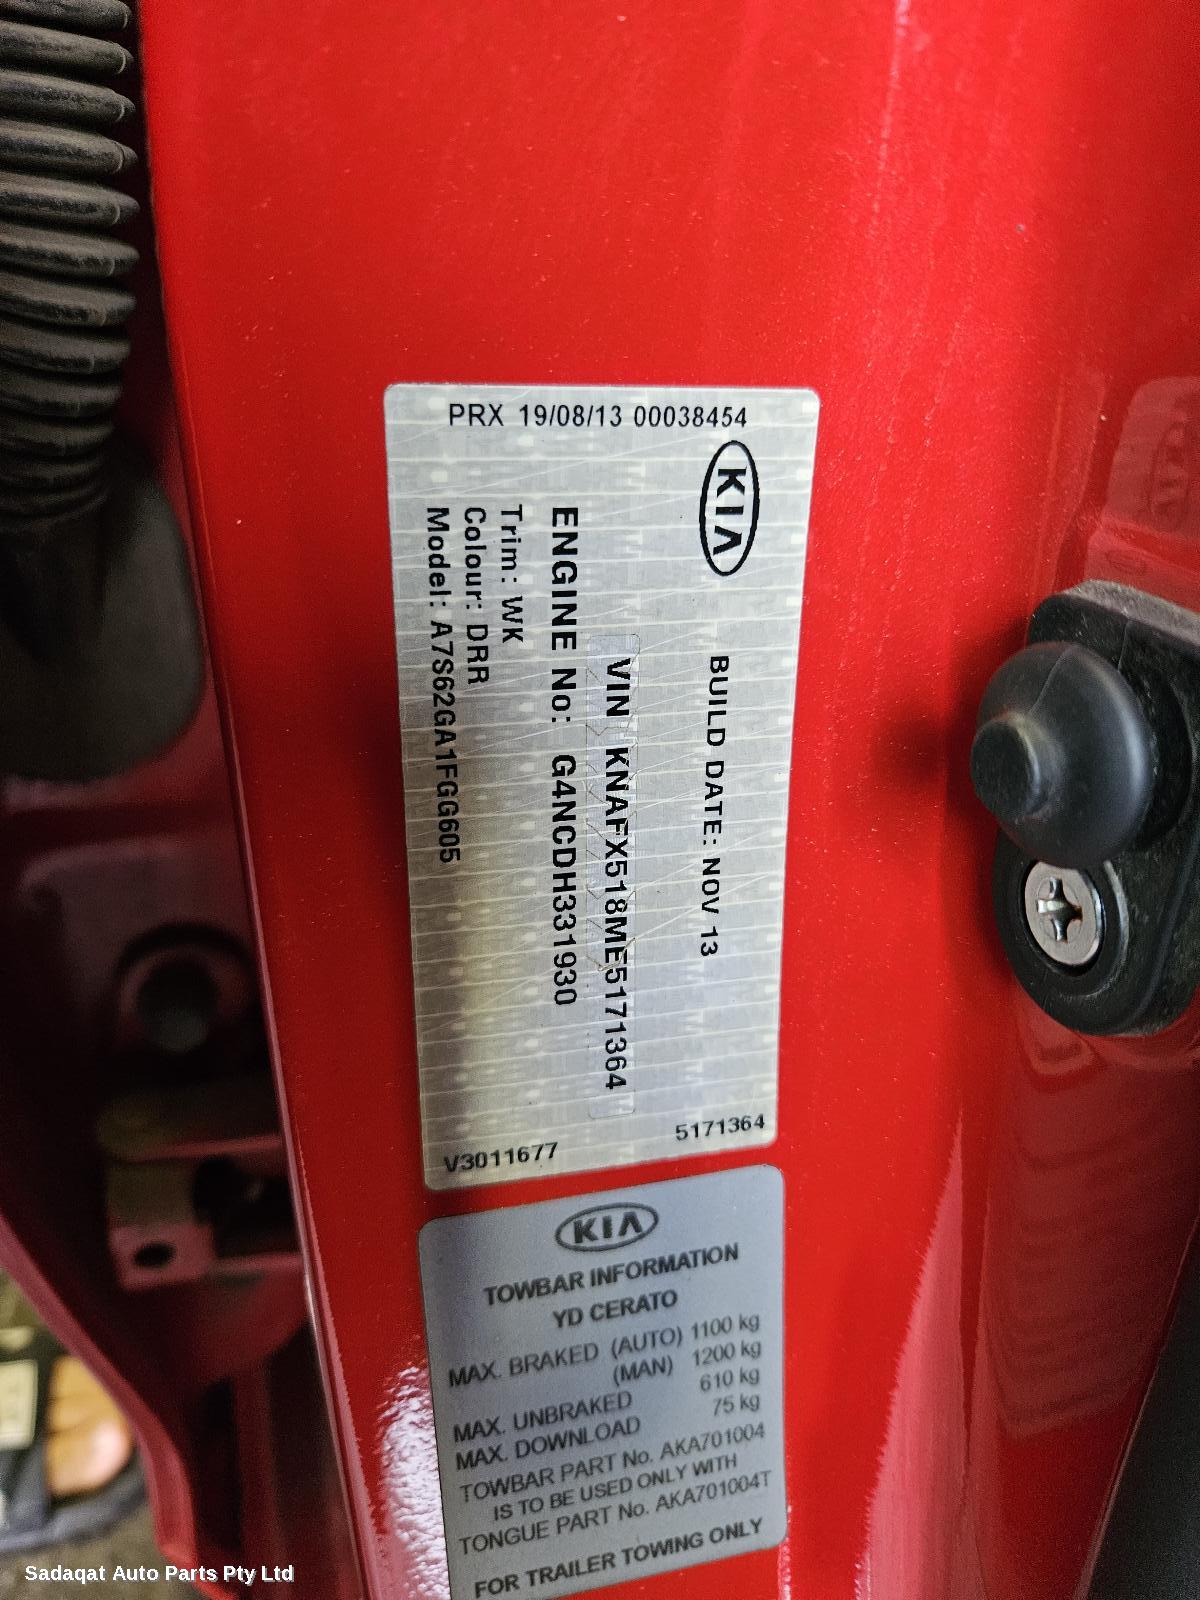 PRX 19/08/13 00038454
KIA
BUILD DATE: NOV 13
VIN KNAFX518ME5171364
ENGINE No: G4NCDH331930
Trim: WK
Colour: DRR
Model: A7S62GA1FGG605
5171364
V3011677
KIA
TOWBAR INFORMATION
YD CERATO
MAX. BRAKED (AUTO) 1100 kg
(MAN) 1200 kg
MAX. UNBRAKED 610 kg
MAX. DOWNLOAD 75 kg
TOWBAR PART No. AKA701004
IS TO BE USED ONLY WITH
TONGUE PART No. AKA701004T
FOR TRAILER TOWING ONLY
Sadaqat Auto Parts Pty Ltd